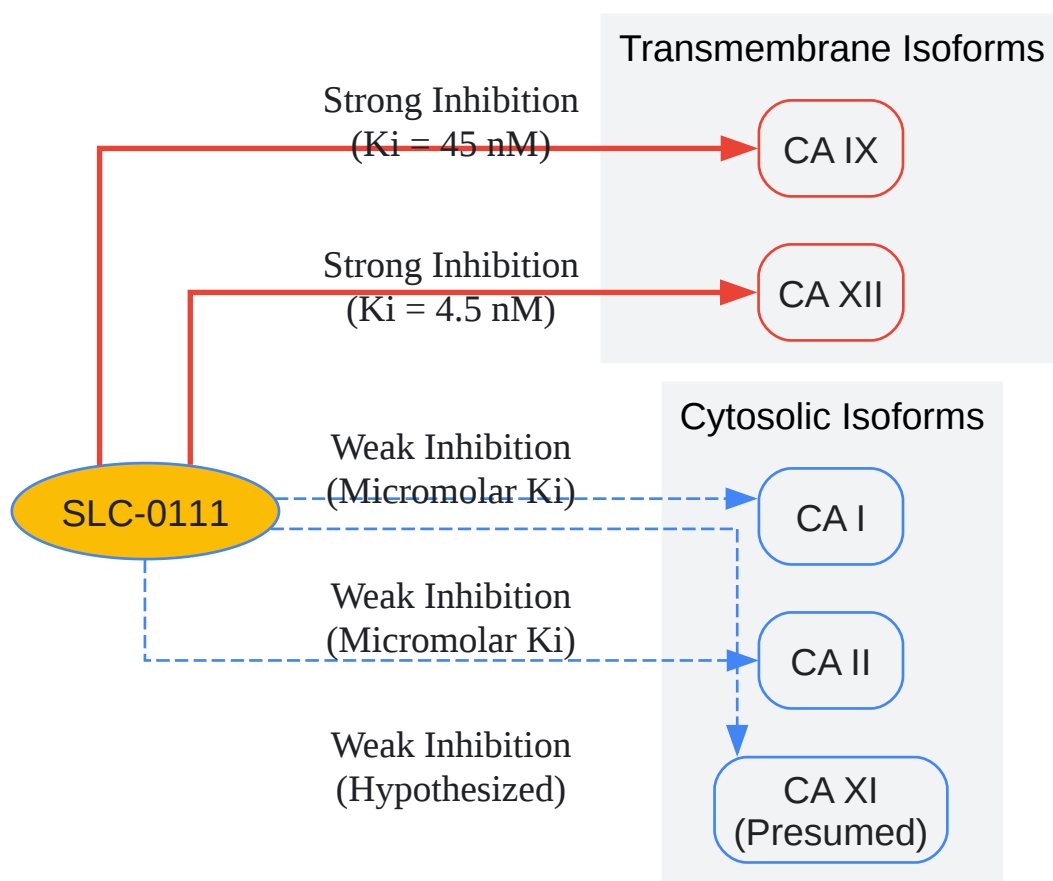 Transmembrane Isoforms
Strong Inhibition
(Ki = 45 nM)
CA IX
Strong Inhibition
(Ki = 4.5 nM)
CA XII
Cytosolic Isoforms
Weak Inhibition
(Micromolar Ki)
CA I
SLC-0111
Weak Inhibition
(Micromolar Ki)
CA II
Weak Inhibition
(Hypothesized)
CA XI
(Presumed)